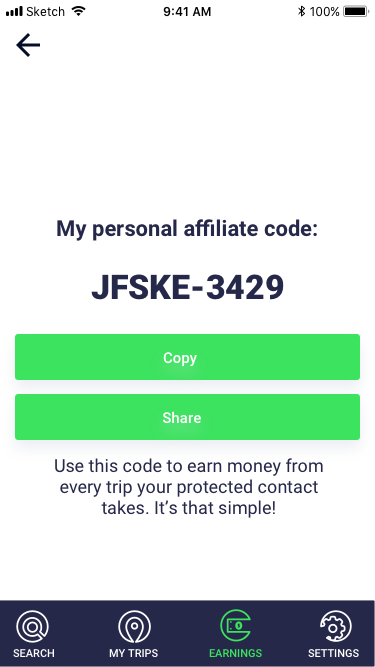 Sketch 9:41 AM 100%
My personal affiliate code:
JFSKE-3429
Copy
Share
Use this code to earn money from
every trip your protected contact
takes. It’s that simple!
SEARCH MY TRIPS EARNINGS SETTINGS